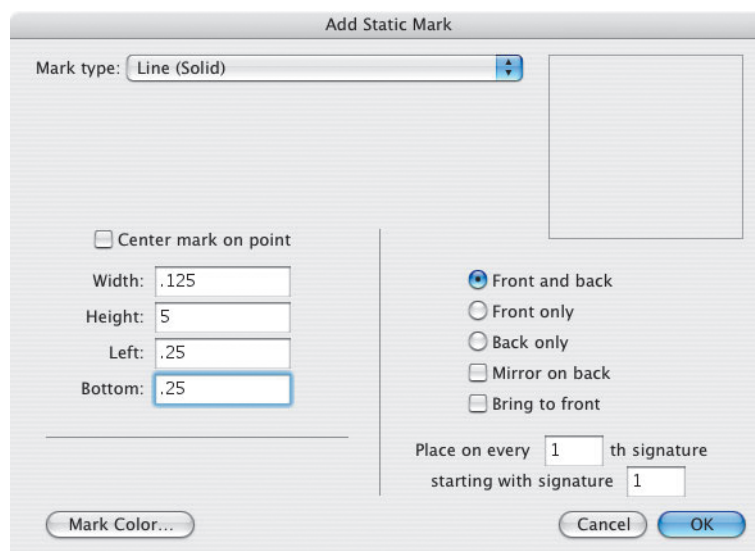 Add Static Mark
Mark type: Line (Solid)
Center mark on point
Width: .125
Height: 5
Left: .25
Bottom: .25
Front and back
Front only
Back only
Mirror on back
Bring to front
Place on every 1 th signature
starting with signature 1
Mark Color...
Cancel OK